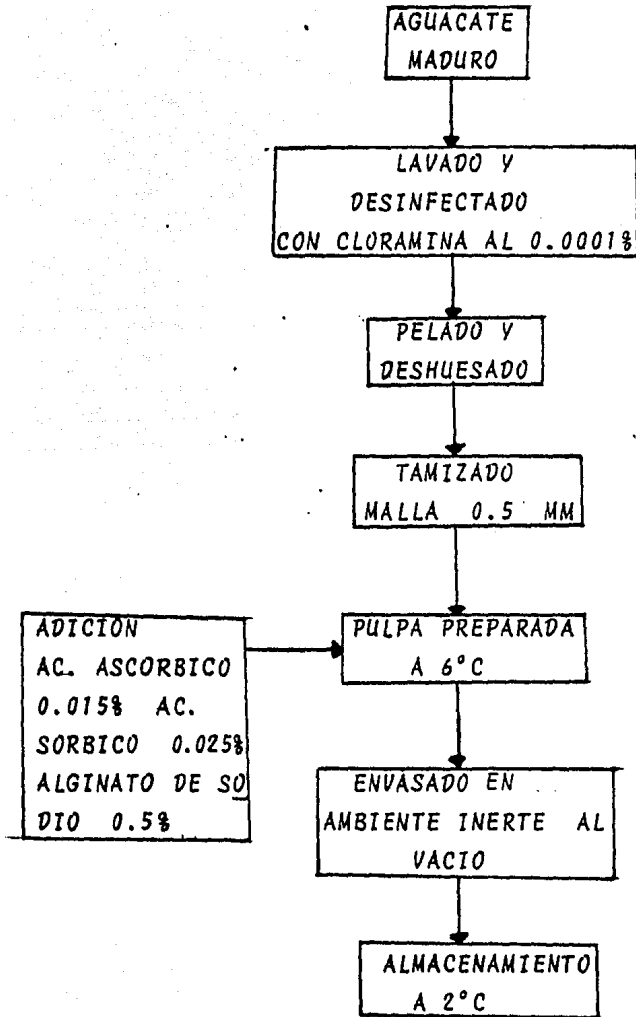 AGUACATE
MADURO
LAVADO Y
DESINFECTADO
CON CLORAMINA AL 0.0001%
PELADO Y
DESHUESADO
TAMIZADO
MALLA 0.5 MM
ADICION
AC. ASCORBICO
0.015% AC.
SORBICO 0.025%
ALGINATO DE SO
DIO 0.5%
PULPA PREPARADA
A 6°C
ENVASADO EN
AMBIENTE INERTE AL
VACIO
ALMACENAMIENTO
A 2°C